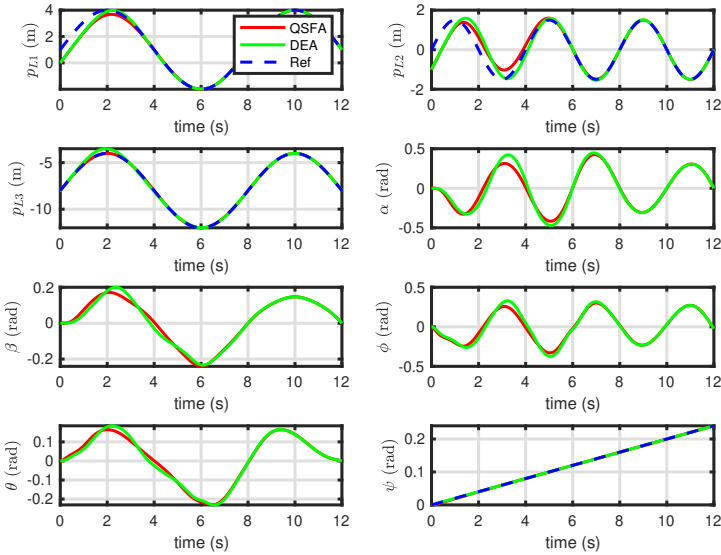 p_{L1} (m)
4
2
0
0 2 4 6 8 10 12
time (s)
QSFA
DEA
Ref
p_{L2} (m)
2
0
-2
0 2 4 6 8 10 12
time (s)
p_{L3} (m)
-5
-10
0 2 4 6 8 10 12
time (s)
α (rad)
0.5
0
-0.5
0 2 4 6 8 10 12
time (s)
β (rad)
0.2
0
-0.2
0 2 4 6 8 10 12
time (s)
ϕ (rad)
0.5
0
-0.5
0 2 4 6 8 10 12
time (s)
θ (rad)
0.1
0
-0.1
-0.2
0 2 4 6 8 10 12
time (s)
ψ (rad)
0.2
0.1
0
0 2 4 6 8 10 12
time (s)